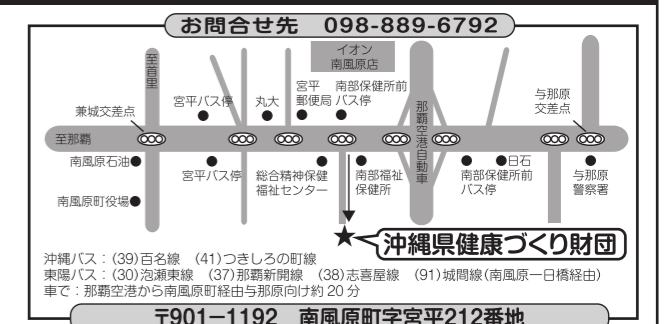 お問合せ先　098-889-6792
イオン
南風原店
至首里
宮平バス停
丸大
宮平
郵便局
南部保健所前
バス停
那覇空港自動車
与那原
交差点
兼城交差点
至那覇
南風原石油
宮平バス停
総合精神保健
福祉センター
南部福祉
保健所
南部保健所前
バス停
日石
与那原
警察署
南風原町役場
★沖縄県健康づくり財団
沖縄バス：(39)百名線　(41)つきしろの町線
東陽バス：(30)泡瀬東線　(37)那覇新開線　(38)志喜屋線　(91)城間線(南風原一日橋経由)
車で：那覇空港から南風原町経由与那原向け約20分
〒901－1192　南風原町字宮平212番地